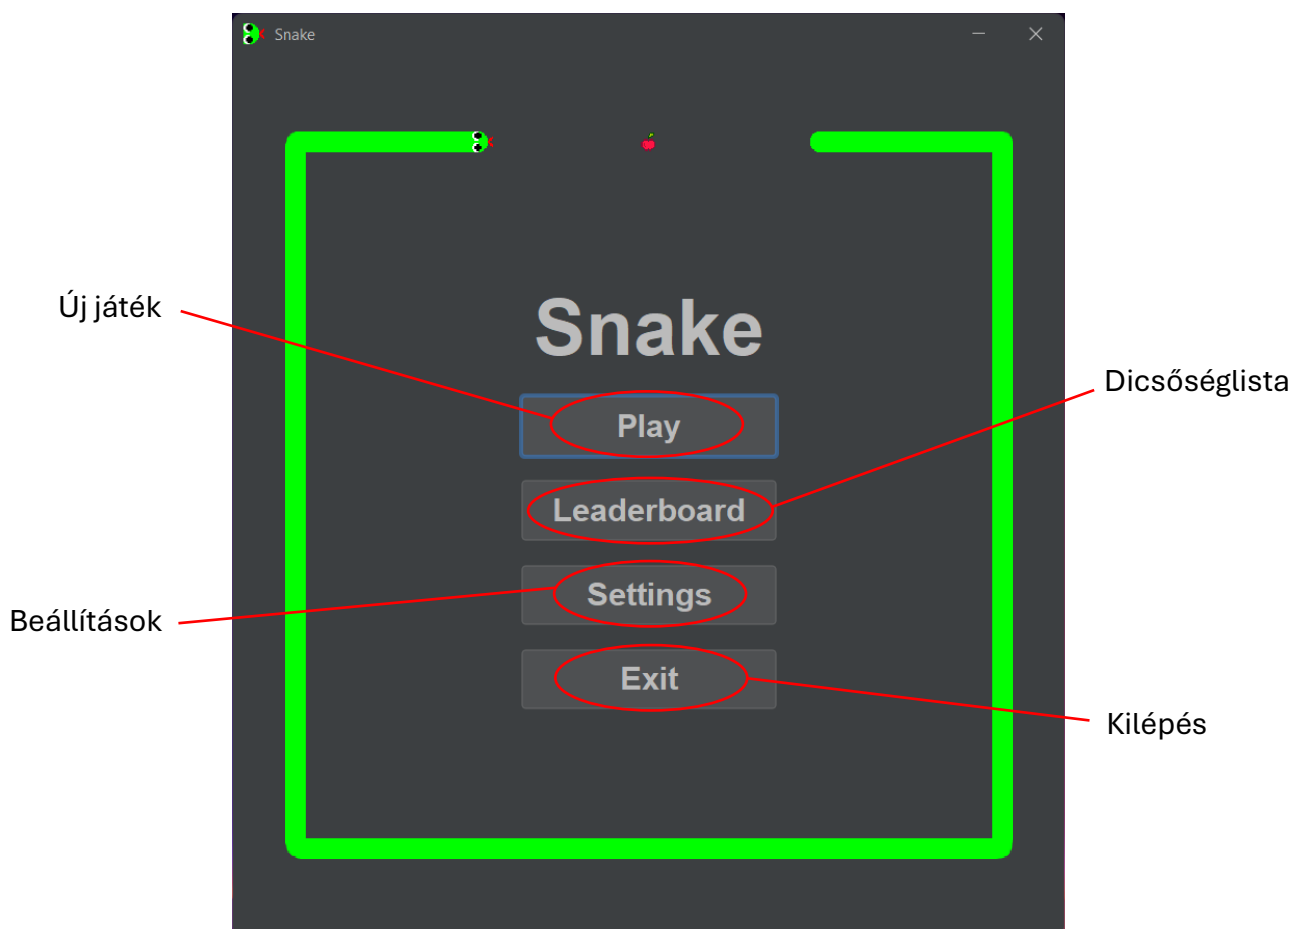 Snake
Snake
Új játék
Dicsőséglista
Play
Leaderboard
Settings
Beállítások
Exit
Kilépés